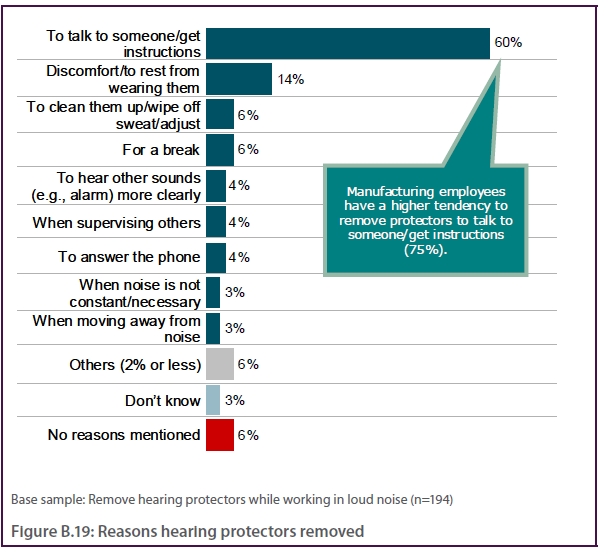 To talk to someone/get
instructions
60%
Discomfort/to rest from
wearing them
14%
To clean them up/wipe off
sweat/adjust
6%
For a break
6%
To hear other sounds
(e.g., alarm) more clearly
4%
When supervising others
4%
To answer the phone
4%
When noise is not
constant/necessary
3%
When moving away from
noise
3%
Others (2% or less)
6%
Don’t know
3%
No reasons mentioned
6%
Manufacturing employees
have a higher tendency to
remove protectors to talk to
someone/get instructions
(75%).
Base sample: Remove hearing protectors while working in loud noise (n=194)
Figure B.19: Reasons hearing protectors removed